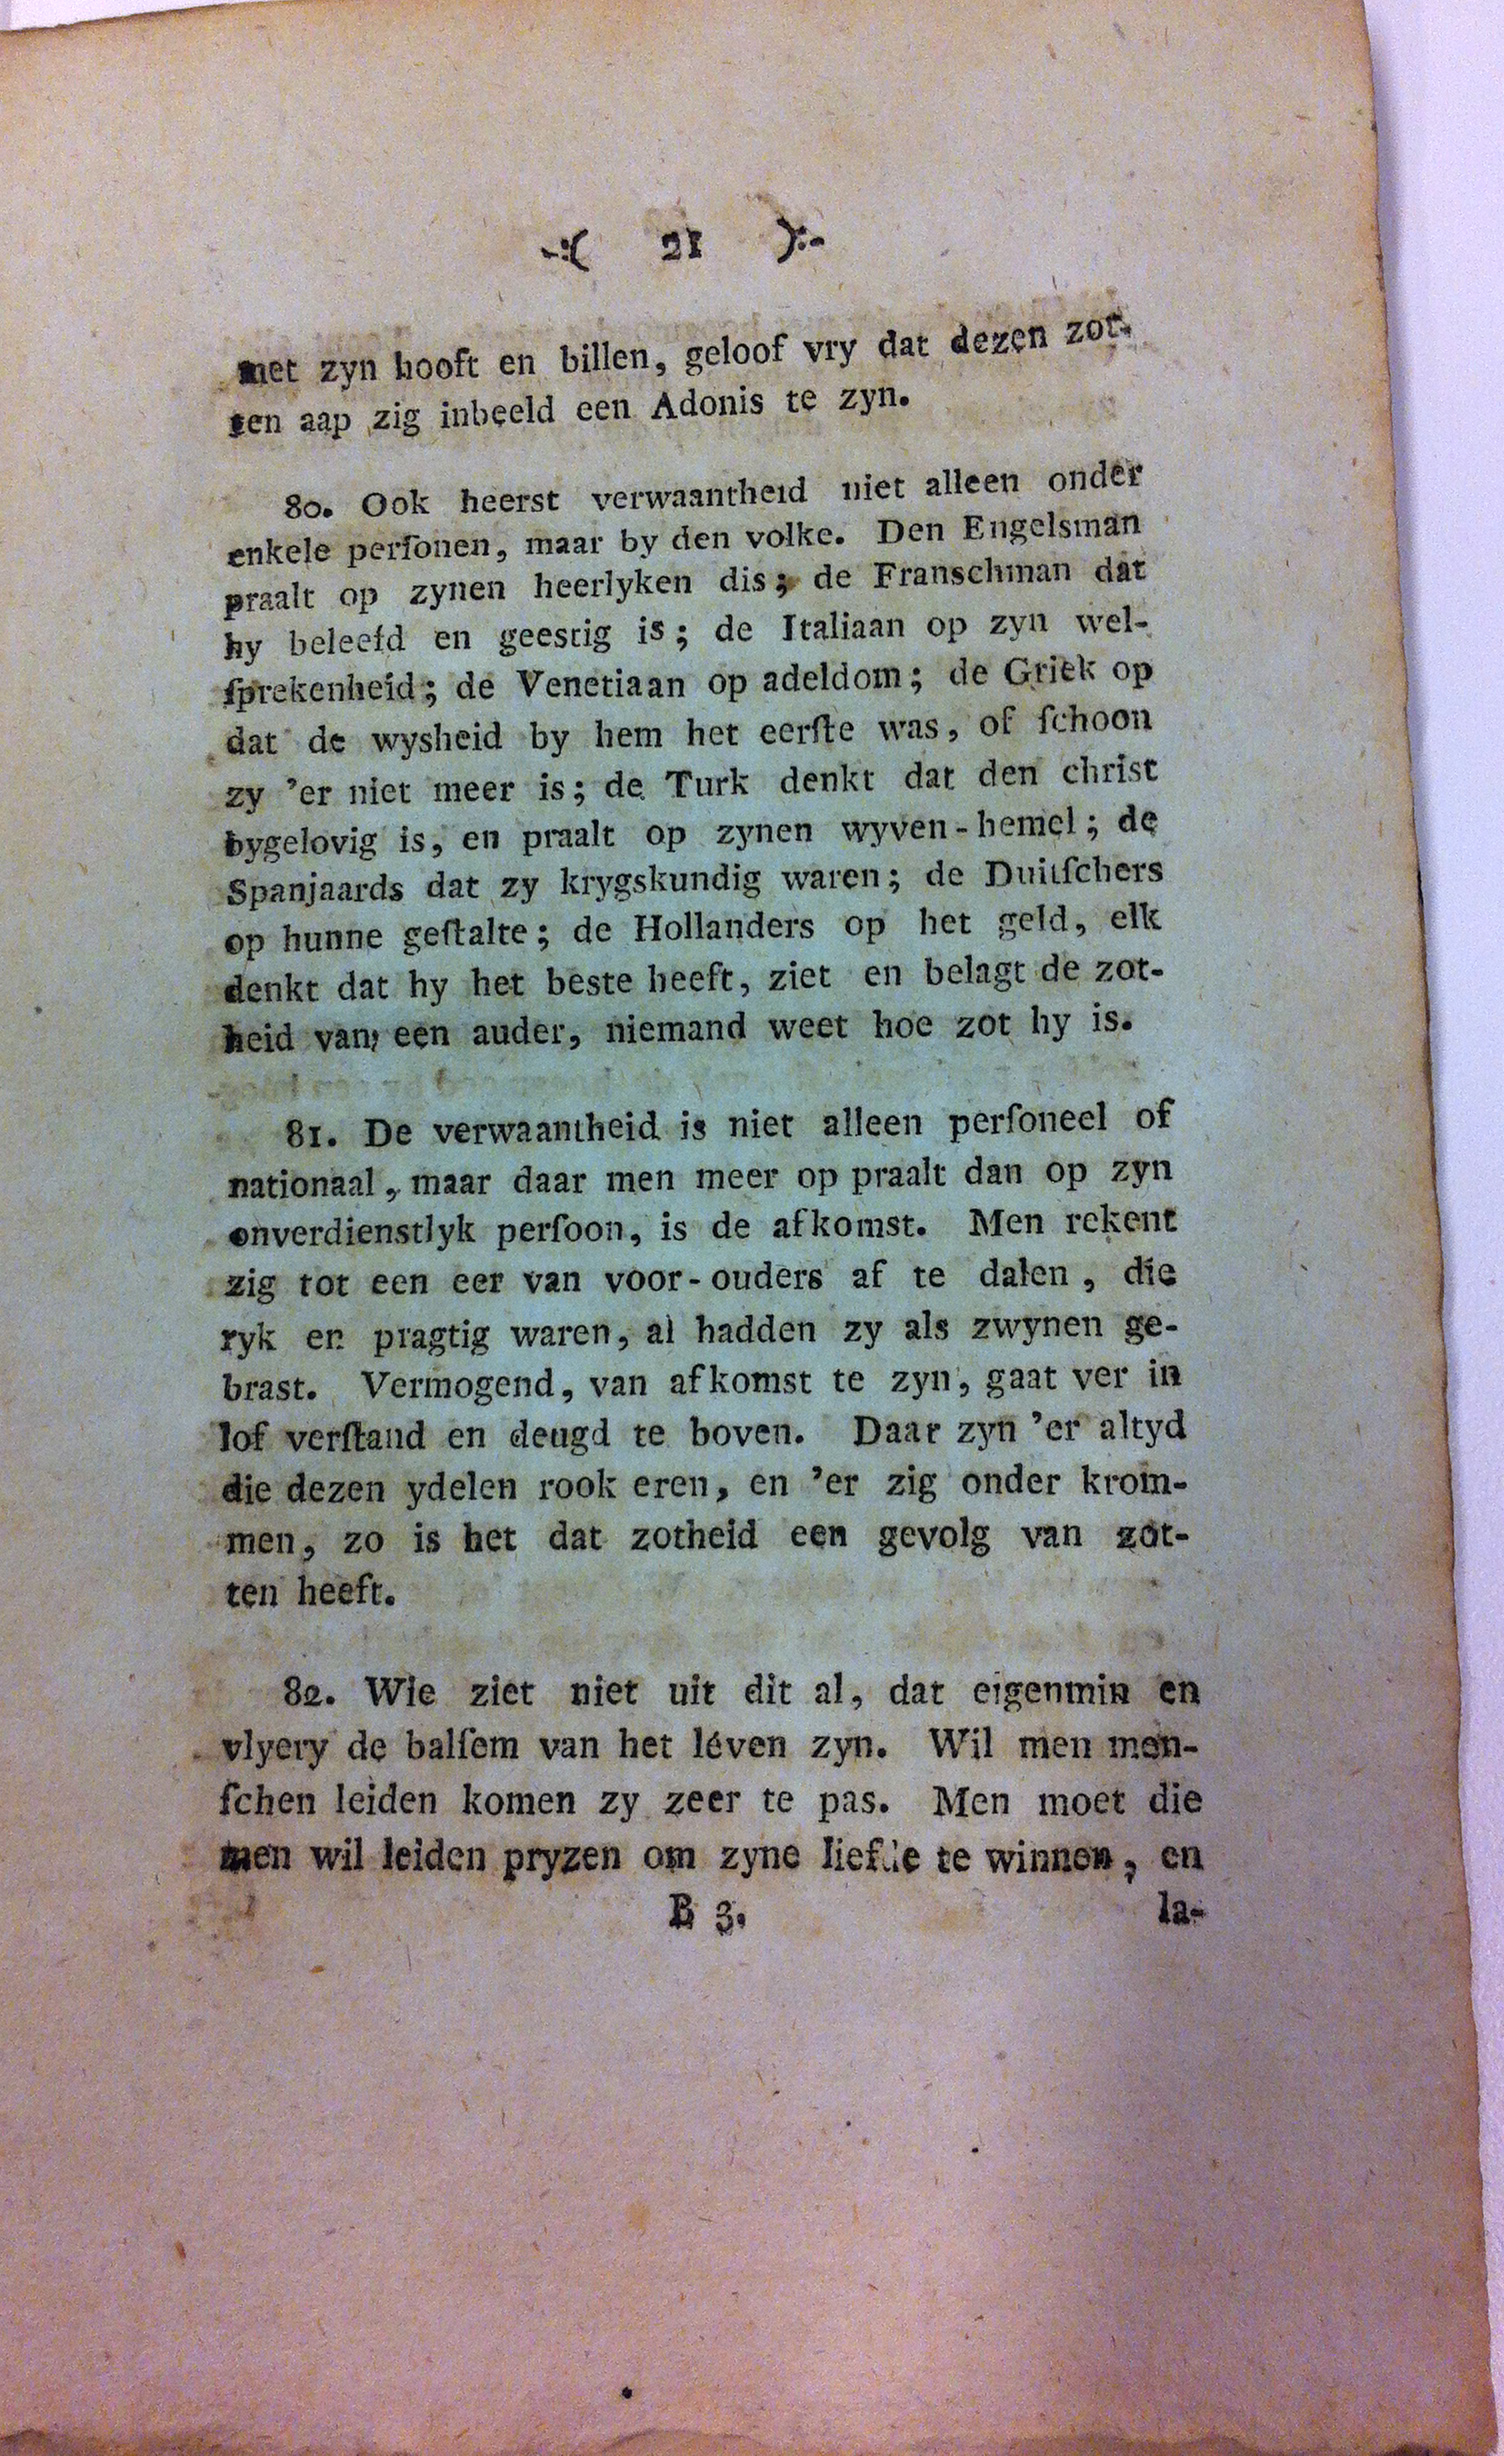 -:( 21 ):-
met zyn hooft en billen, geloof vry dat dezen zot-
ten aap zig inbeeld een Adonis te zyn.
80. Ook heerst verwaantheid niet alleen onder
enkele perſonen, maar by den volke. Den Engelsman
praalt op zynen heerlyken dis; de Franschman dat
hy beleefd en geestig is; de Italiaan op zyn wel-
ſprekenheid; de Venetiaan op adeldom; de Griek op
dat de wysheid by hem het eerſte was, of ſchoon
zy 'er niet meer is; de Turk denkt dat den christ
bygelovig is, en praalt op zynen wyven-hemel; de
Spanjaards dat zy krygskundig waren; de Duitſchers
op hunne geſtalte; de Hollanders op het geld, elk
denkt dat hy het beste heeft, ziet en belagt de zot-
heid van een auder, niemand weet hoe zot hy is.
81. De verwaantheid is niet alleen perſoneel of
nationaal, maar daar men meer op praalt dan op zyn
onverdienstlyk perſoon, is de afkomst. Men rekent
zig tot een eer van voor-ouders af te dalen, die
ryk en pragtig waren, al hadden zy als zwynen ge-
brast. Vermogend, van afkomst te zyn, gaat ver in
lof verſtand en deugd te boven. Daar zyn 'er altyd
die dezen ydelen rook eren, en 'er zig onder krom-
men, zo is het dat zotheid een gevolg van zot-
ten heeft.
82. Wie ziet niet uit dit al, dat eigenmin en
vlyery de balſem van het léven zyn. Wil men men-
ſchen leiden komen zy zeer te pas. Men moet die
men wil leiden pryzen om zyne liefde te winnen, en
B 3. la-